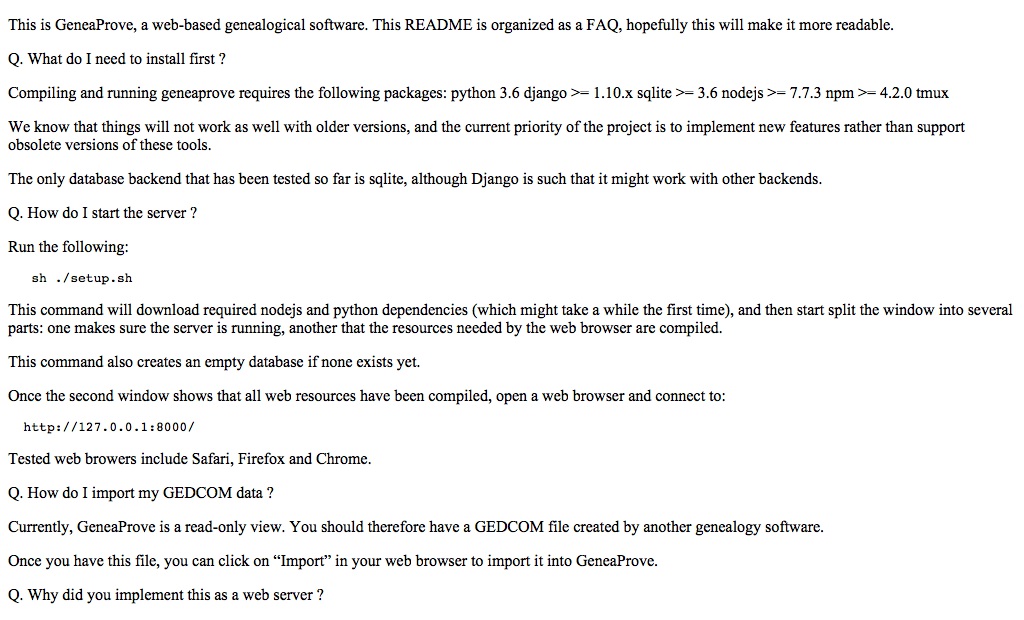 This is GeneaProve, a web-based genealogical software. This README is organized as a FAQ, hopefully this will make it more readable.
Q. What do I need to install first ?
Compiling and running geneaprove requires the following packages: python 3.6 django >= 1.10.x sqlite >= 3.6 nodejs >= 7.7.3 npm >= 4.2.0 tmux
We know that things will not work as well with older versions, and the current priority of the project is to implement new features rather than support
obsolete versions of these tools.
The only database backend that has been tested so far is sqlite, although Django is such that it might work with other backends.
Q. How do I start the server ?
Run the following:
sh ./setup.sh
This command will download required nodejs and python dependencies (which might take a while the first time), and then start split the window into several
parts: one makes sure the server is running, another that the resources needed by the web browser are compiled.
This command also creates an empty database if none exists yet.
Once the second window shows that all web resources have been compiled, open a web browser and connect to:
http://127.0.0.1:8000/
Tested web browers include Safari, Firefox and Chrome.
Q. How do I import my GEDCOM data ?
Currently, GeneaProve is a read-only view. You should therefore have a GEDCOM file created by another genealogy software.
Once you have this file, you can click on “Import” in your web browser to import it into GeneaProve.
Q. Why did you implement this as a web server ?